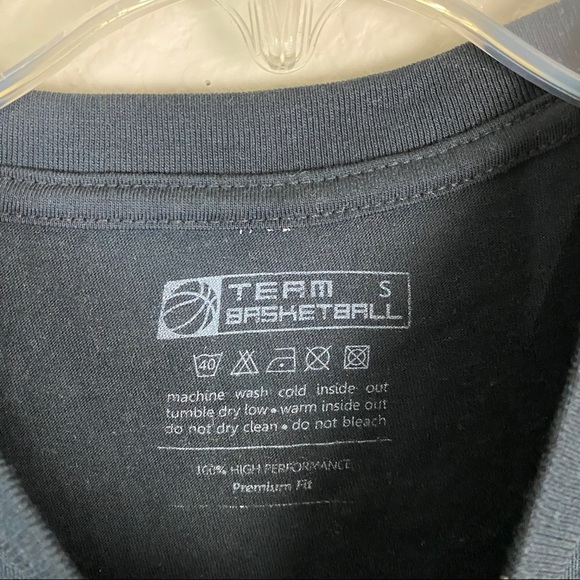 TEAM S
BASKETBALL
40
machine wash cold inside out
tumble dry low • warm inside out
do not dry clean • do not bleach
100% HIGH PERFORMANCE
Premium Fit